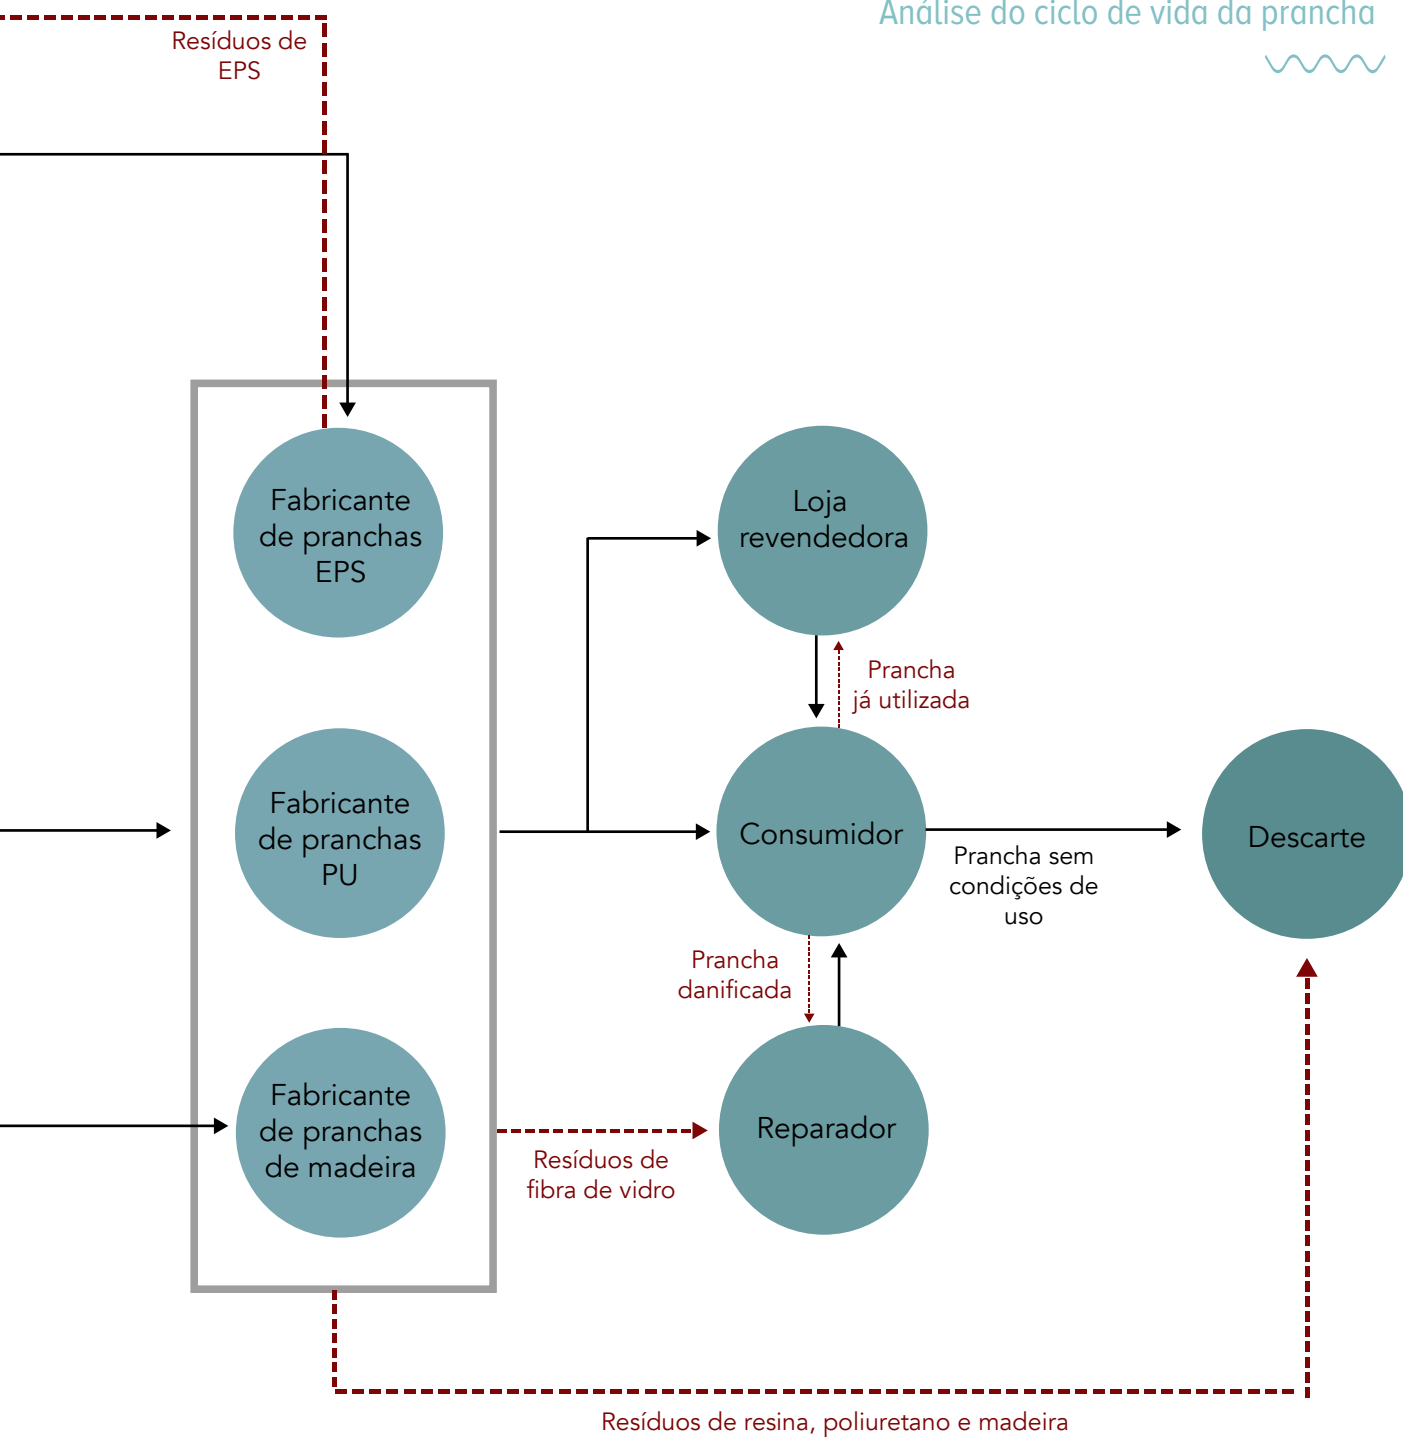 Análise do ciclo de vida da prancha
Resíduos de
EPS
Fabricante
de pranchas
EPS
Loja
revendedora
Prancha
já utilizada
Fabricante
de pranchas
PU
Consumidor
Prancha sem
condições de
uso
Descarte
Prancha
danificada
Fabricante
de pranchas
de madeira
Resíduos de
fibra de vidro
Reparador
Resíduos de resina, poliuretano e madeira